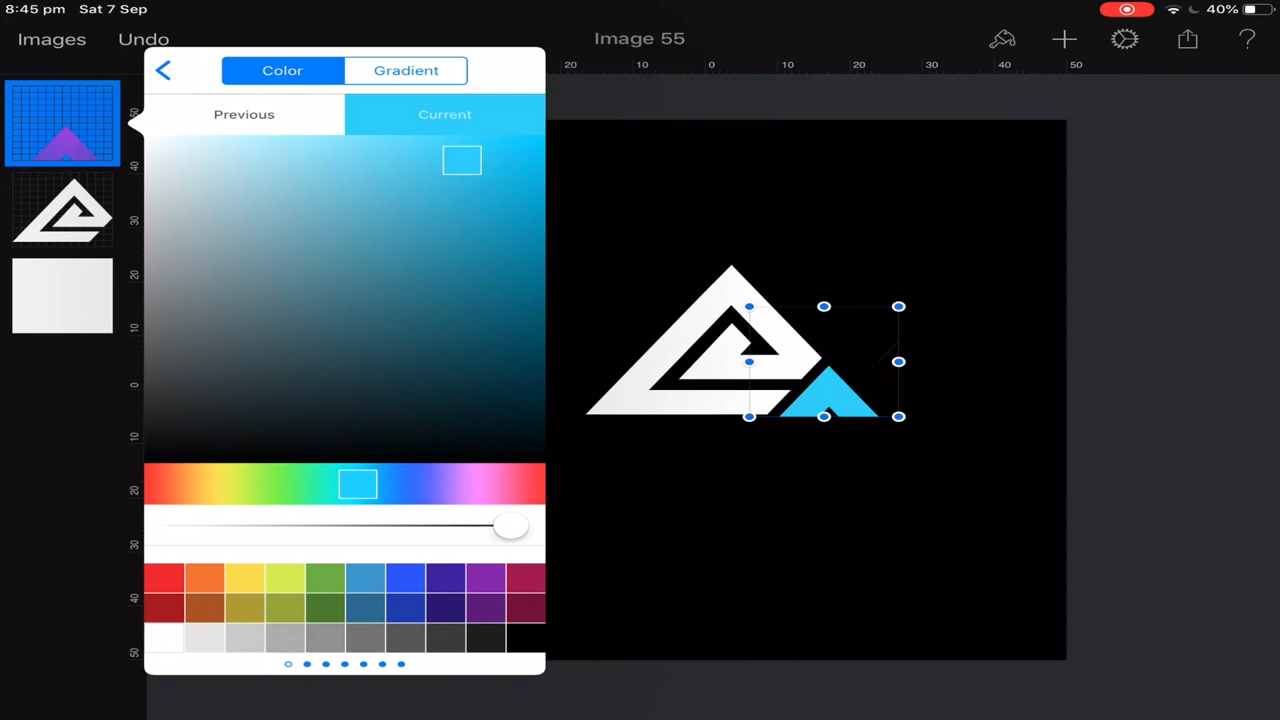 8:45 pm Sat 7 Sep 40%
Images Undo Image 55 ?
20 10 0 10 20 30 40 50
Color Gradient
Previous Current
50
40
30
20
10
0
10
20
30
40
50